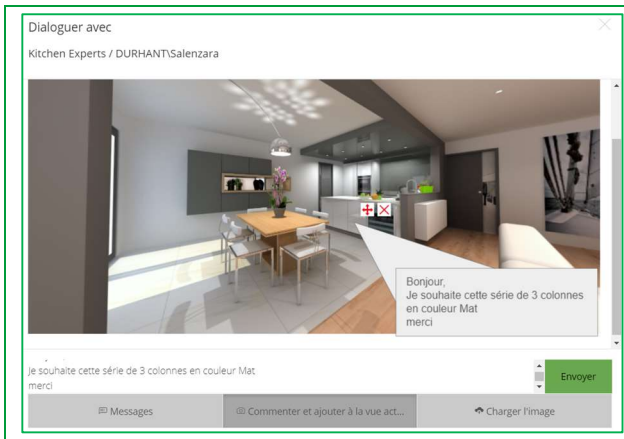 Dialoguer avec
Kitchen Experts / DURHANT\Salenzara
Bonjour,
Je souhaite cette série de 3 colonnes
en couleur Mat
merci
je souhaite cette série de 3 colonnes en couleur Mat
merci
Envoyer
Messages
Commenter et ajouter à la vue act...
Charger l'image